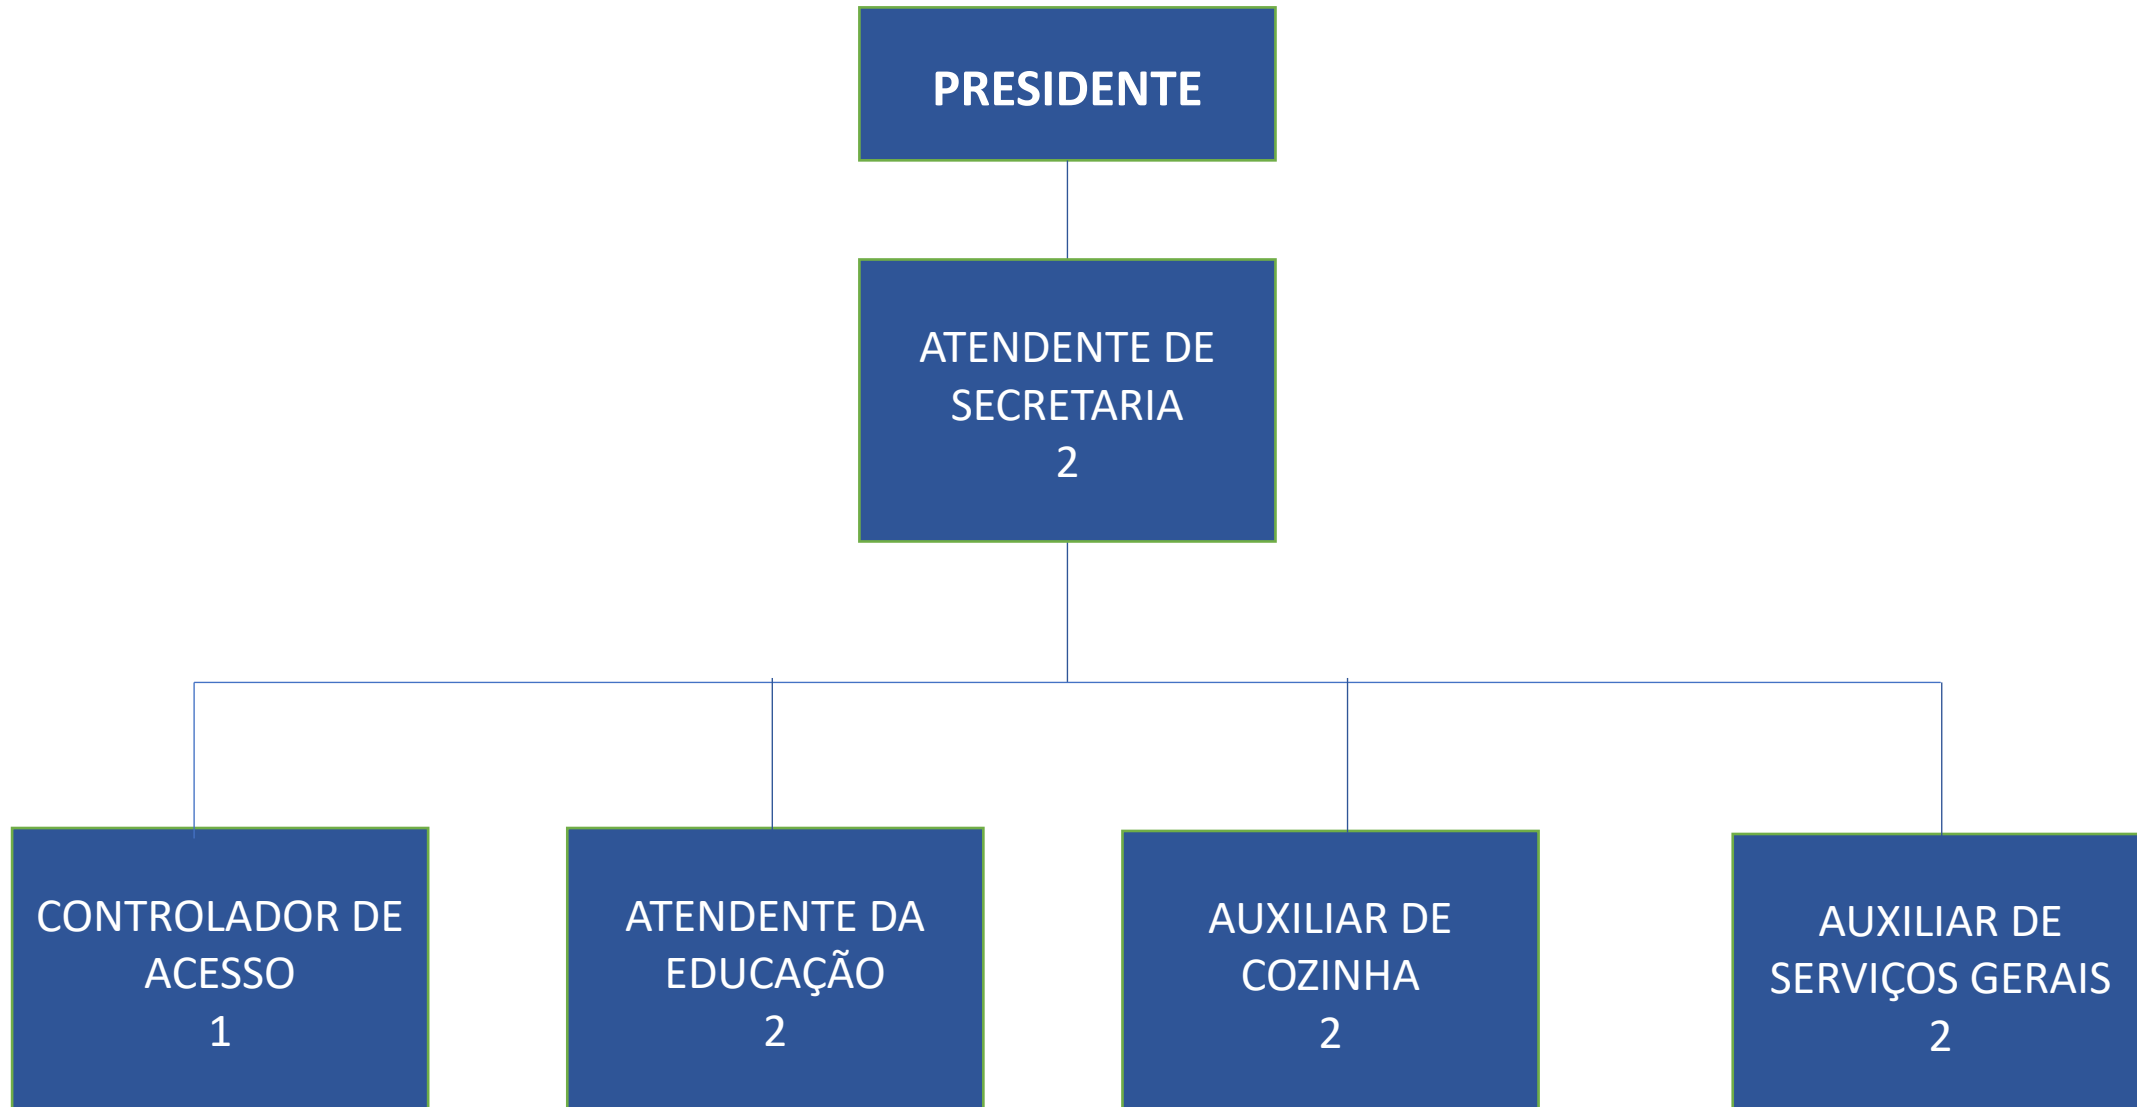 PRESIDENTE
ATENDENTE DE
SECRETARIA
2
CONTROLADOR DE
ACESSO
1
ATENDENTE DA
EDUCAÇÃO
2
AUXILIAR DE
COZINHA
2
AUXILIAR DE
SERVIÇOS GERAIS
2